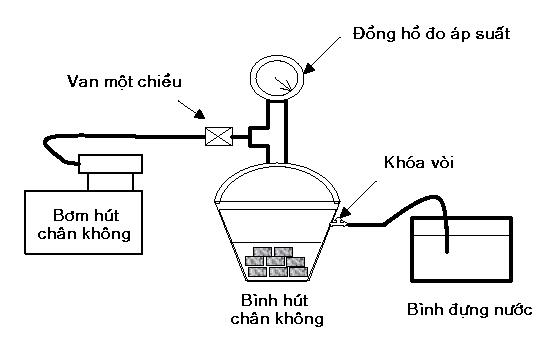 Đồng hồ đo áp suất
Van một chiều
Khóa vòi
Bơm hút
chân không
Bình hút
chân không
Bình đựng nước